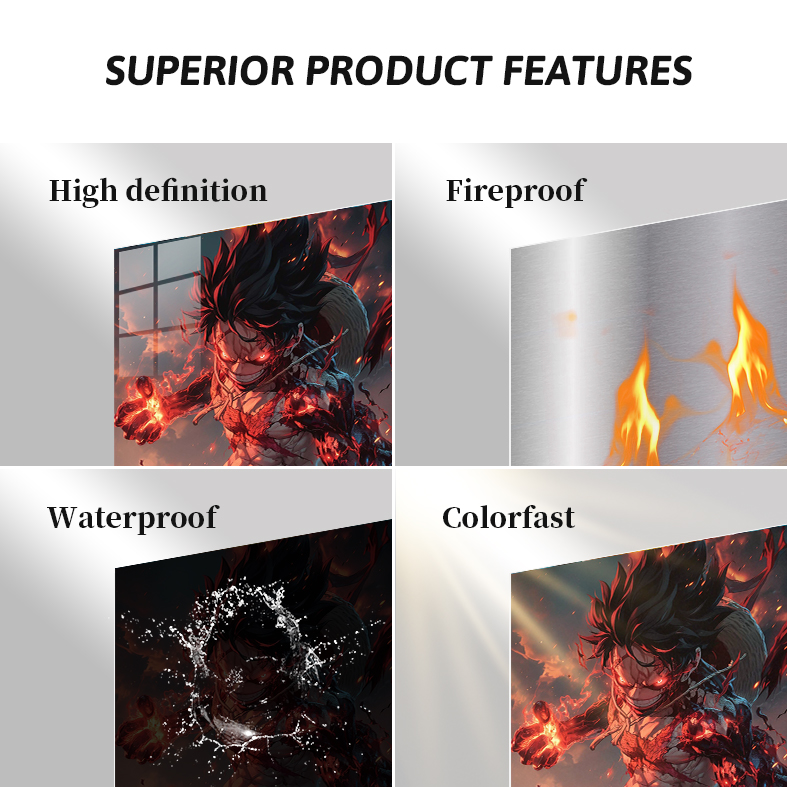 SUPERIOR PRODUCT FEATURES
High definition
Fireproof
Waterproof
Colorfast